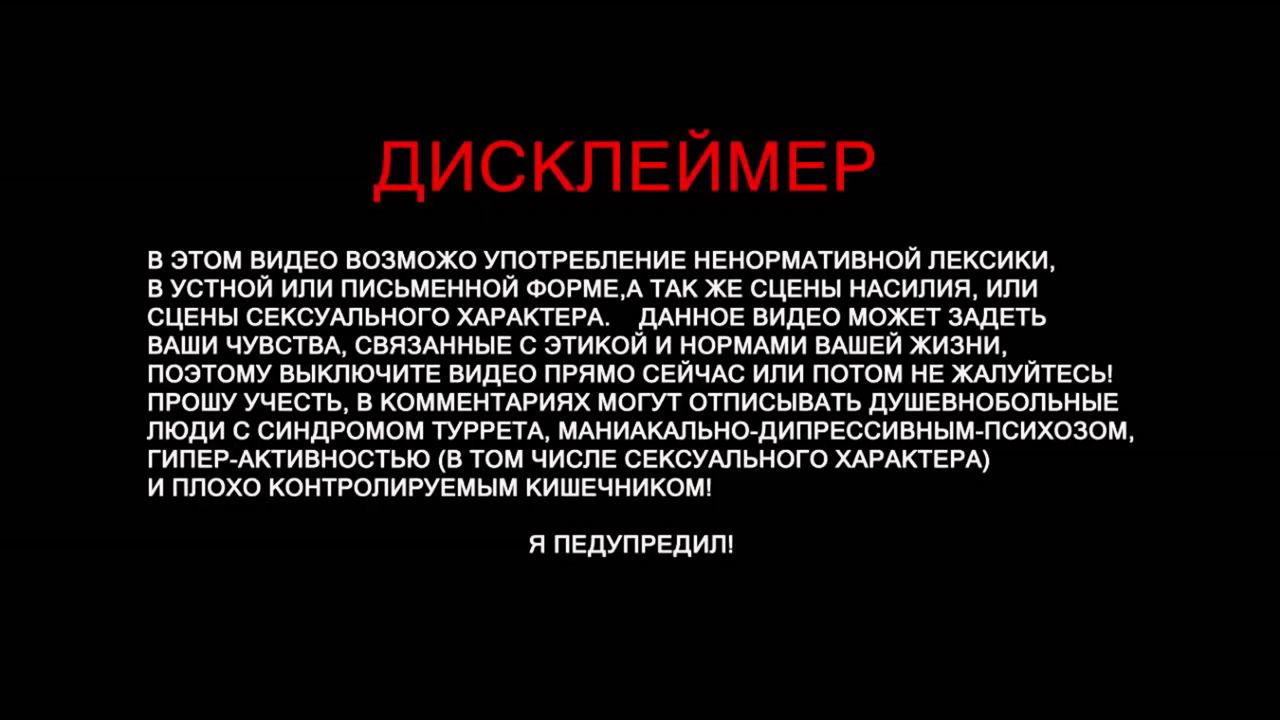 ДИСКЛЕЙМЕР
В ЭТОМ ВИДЕО ВОЗМОЖО УПОТРЕБЛЕНИЕ НЕНОРМАТИВНОЙ ЛЕКСИКИ,
В УСТНОЙ ИЛИ ПИСЬМЕННОЙ ФОРМЕ,А ТАК ЖЕ СЦЕНЫ НАСИЛИЯ, ИЛИ
СЦЕНЫ СЕКСУАЛЬНОГО ХАРАКТЕРА. ДАННОЕ ВИДЕО МОЖЕТ ЗАДЕТЬ
ВАШИ ЧУВСТВА, СВЯЗАННЫЕ С ЭТИКОЙ И НОРМАМИ ВАШЕЙ ЖИЗНИ,
ПОЭТОМУ ВЫКЛЮЧИТЕ ВИДЕО ПРЯМО СЕЙЧАС ИЛИ ПОТОМ НЕ ЖАЛУЙТЕСЬ!
ПРОШУ УЧЕСТЬ, В КОММЕНТАРИЯХ МОГУТ ОТПИСЫВАТЬ ДУШЕВНОБОЛЬНЫЕ
ЛЮДИ С СИНДРОМОМ ТУРРЕТА, МАНИАКАЛЬНО-ДИПРЕССИВНЫМ-ПСИХОЗОМ,
ГИПЕР-АКТИВНОСТЬЮ (В ТОМ ЧИСЛЕ СЕКСУАЛЬНОГО ХАРАКТЕРА)
И ПЛОХО КОНТРОЛИРУЕМЫМ КИШЕЧНИКОМ!
Я ПЕДУПРЕДИЛ!